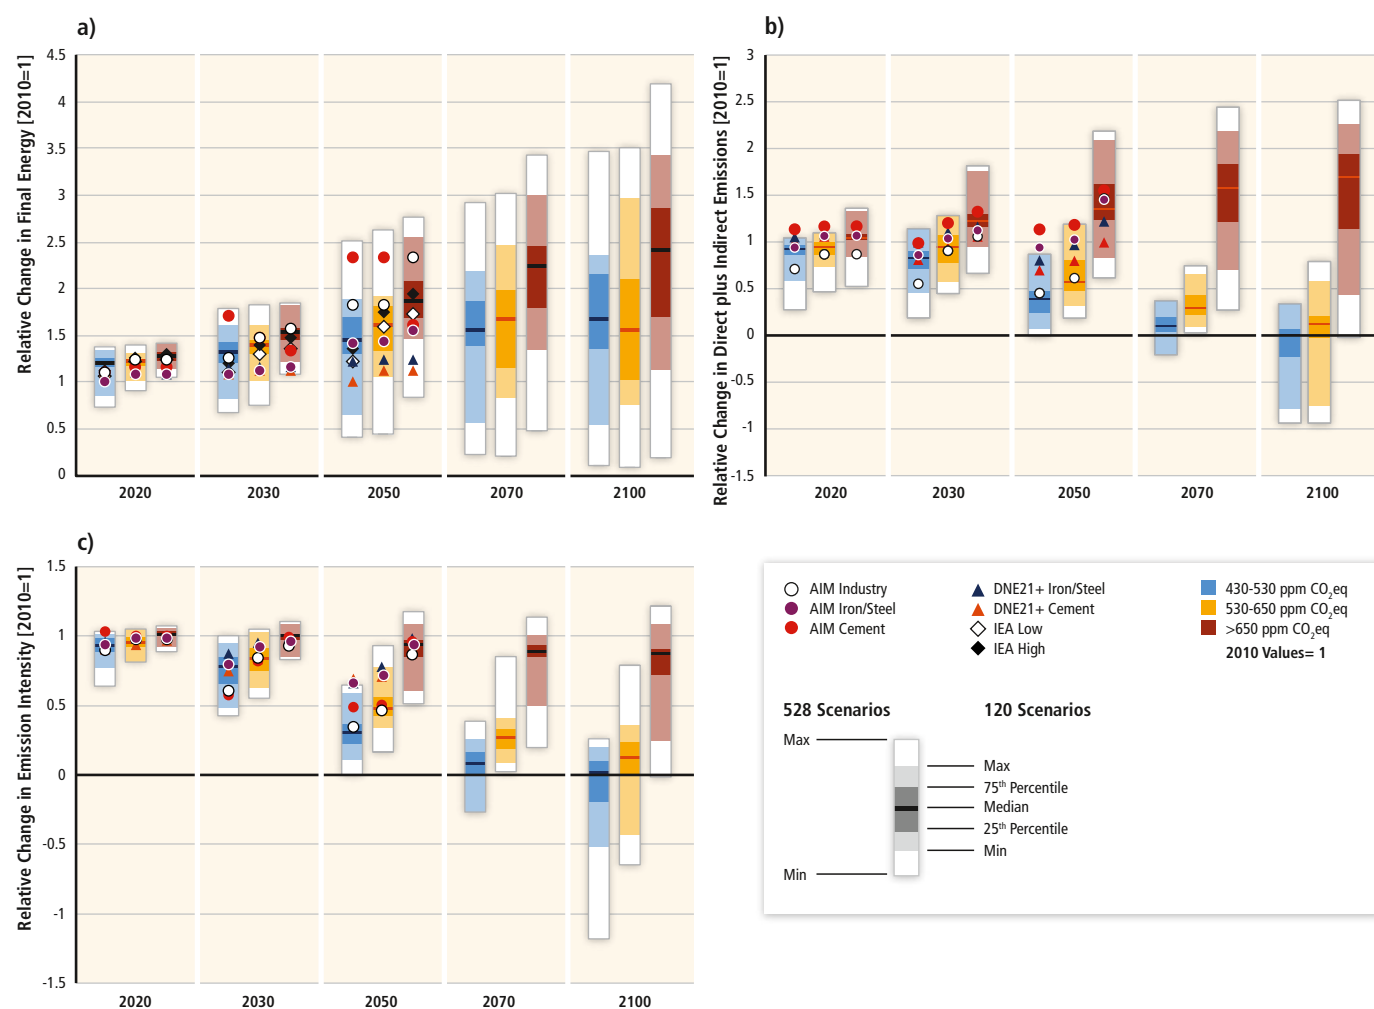 a)
Relative Change in Final Energy [2010=1]
4.5
4
3.5
3
2.5
2
1.5
1
0.5
0
2020
2030
2050
2070
2100
b)
Relative Change in Direct plus Indirect Emissions [2010=1]
3
2.5
2
1.5
1
0.5
0
-0.5
-1
-1.5
2020
2030
2050
2070
2100
c)
Relative Change in Emission Intensity [2010=1]
1.5
1
0.5
0
-0.5
-1
-1.5
2020
2030
2050
2070
2100
AIM Industry
AIM Iron/Steel
AIM Cement
DNE21+ Iron/Steel
DNE21+ Cement
IEA Low
IEA High
430-530 ppm CO₂eq
530-650 ppm CO₂eq
>650 ppm CO₂eq
2010 Values= 1
528 Scenarios
120 Scenarios
Max
Max
75th Percentile
Median
25th Percentile
Min
Min